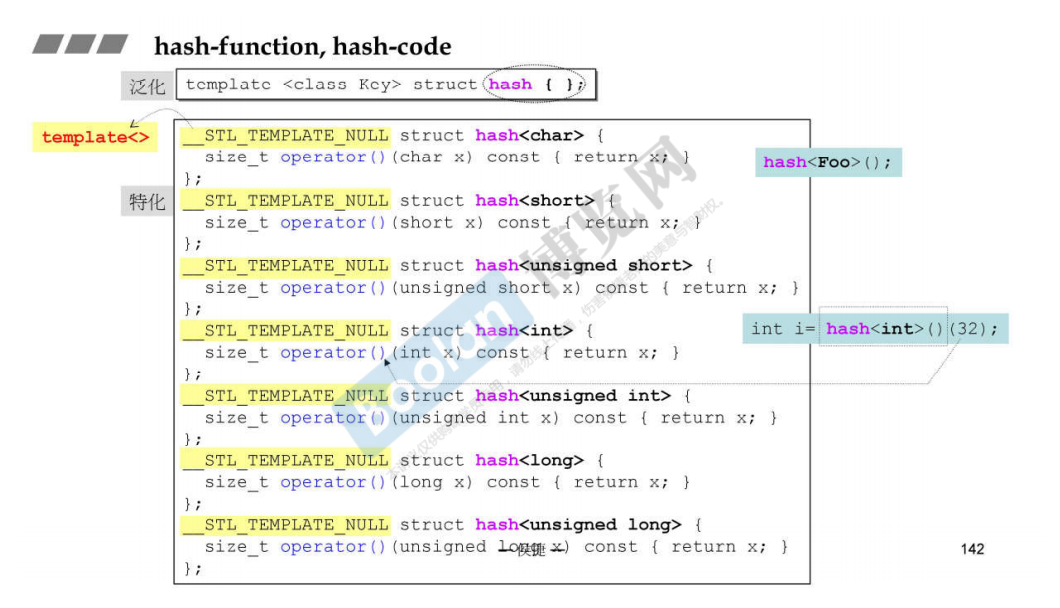 hash-function, hash-code
泛化
template <class Key> struct hash { };
template<>
__STL_TEMPLATE_NULL struct hash<char> {
size_t operator()(char x) const { return x; }
};
hash<Foo>();
特化
__STL_TEMPLATE_NULL struct hash<short> {
size_t operator()(short x) const { return x; }
};
__STL_TEMPLATE_NULL struct hash<unsigned short> {
size_t operator()(unsigned short x) const { return x; }
};
__STL_TEMPLATE_NULL struct hash<int> {
int i= hash<int>()(32);
size_t operator()(int x) const { return x; }
};
__STL_TEMPLATE_NULL struct hash<unsigned int> {
size_t operator()(unsigned int x) const { return x; }
};
__STL_TEMPLATE_NULL struct hash<long> {
size_t operator()(long x) const { return x; }
};
__STL_TEMPLATE_NULL struct hash<unsigned long> {
size_t operator()(unsigned long x) const { return x; }
};
— 侯捷 —
142
Boolan 博览网